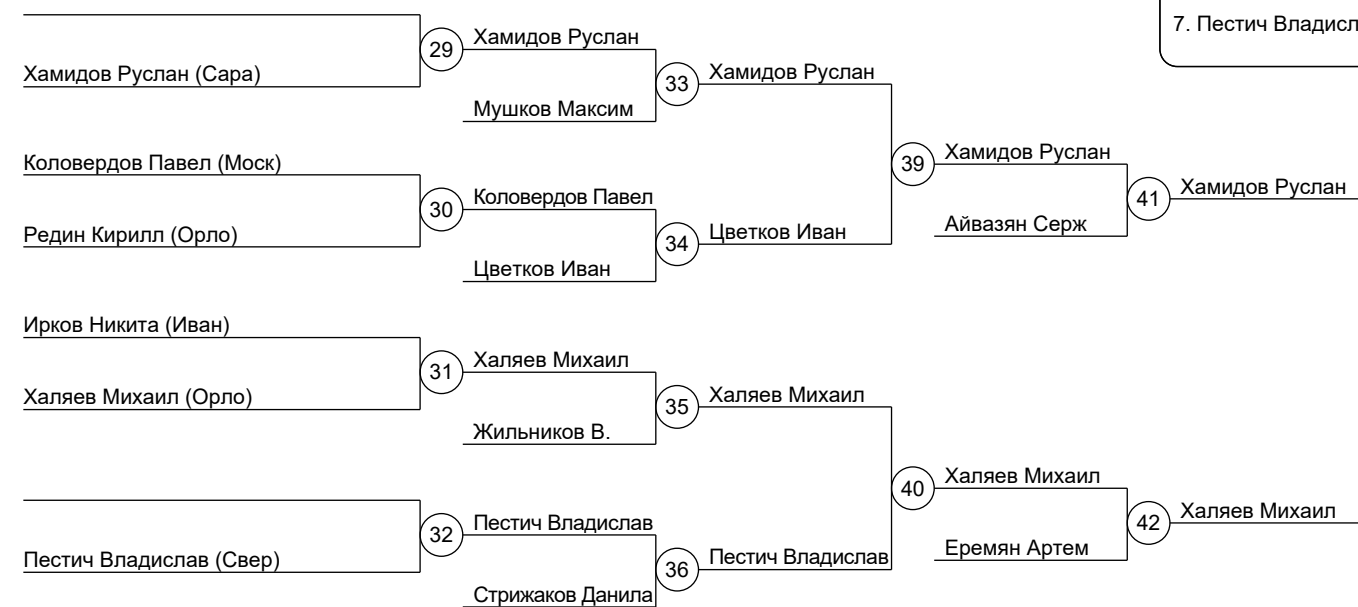 7. Пестич Владисл
29
Хамидов Руслан
Хамидов Руслан (Сара)
33
Хамидов Руслан
Мушков Максим
Коловердов Павел (Моск)
39
Хамидов Руслан
30
Коловердов Павел
41
Хамидов Руслан
Редин Кирилл (Орло)
34
Цветков Иван
Айвазян Серж
Цветков Иван
Ирков Никита (Иван)
31
Халяев Михаил
Халяев Михаил (Орло)
35
Халяев Михаил
Жильников В.
40
Халяев Михаил
32
Пестич Владислав
42
Халяев Михаил
Пестич Владислав (Свер)
36
Пестич Владислав
Еремян Артем
Стрижаков Данила